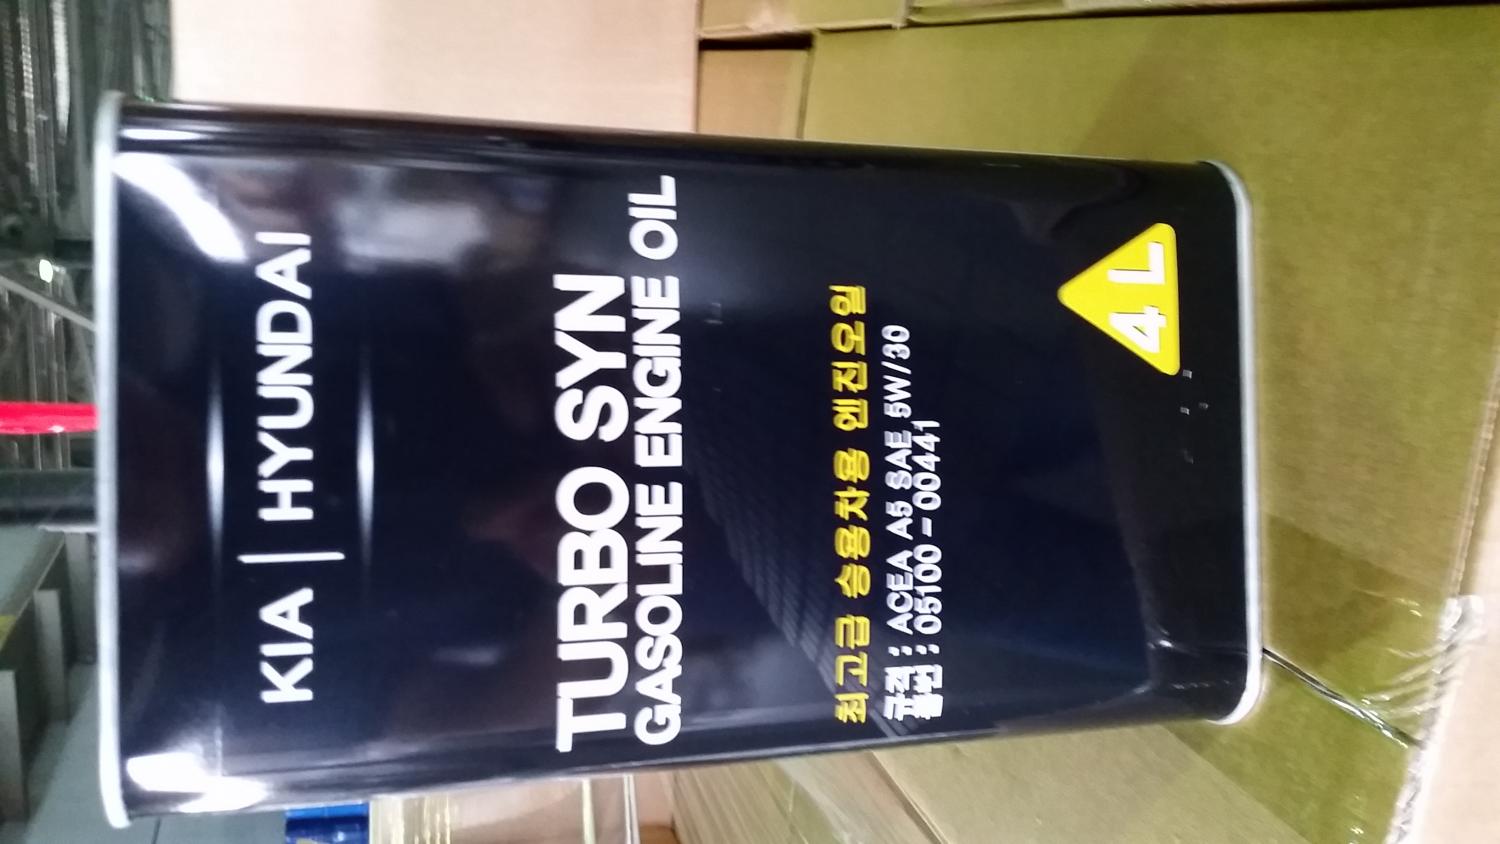 KIA | HYUNDAI
TURBO SYN
GASOLINE ENGINE OIL
최고급 승용차용 엔진오일
규격 : ACEA A5 SAE 5W/30
품번 : 05100-00441
4 L